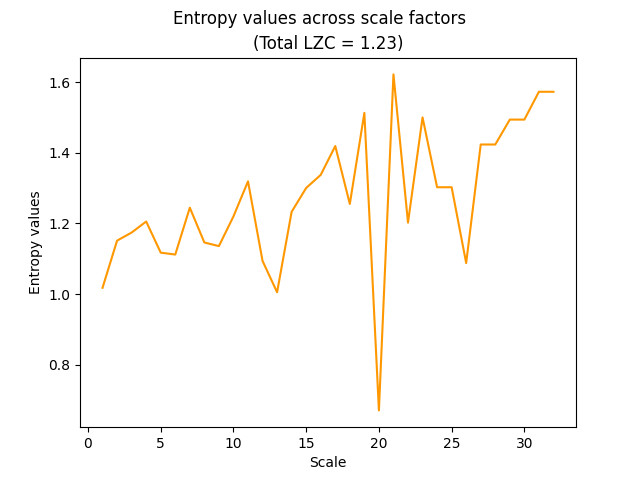 Entropy values across scale factors
(Total LZC = 1.23)
1.6
1.4
1.2
1.0
0.8
Entropy values
0 5 10 15 20 25 30
Scale